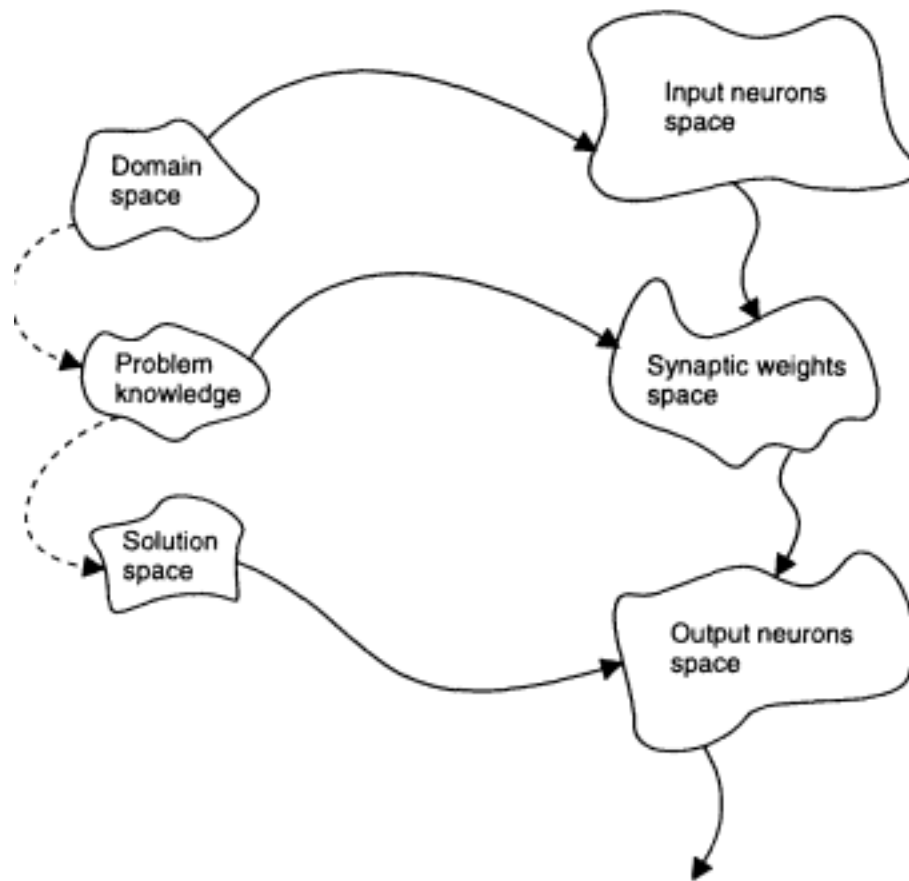 Input neurons
space
Domain
space
Problem
knowledge
Synaptic weights
space
Solution
space
Output neurons
space